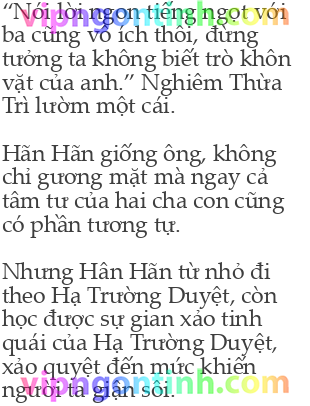 “Nói lời ngon tiếng ngọt với
ba cũng vô ích thôi, đừng
tưởng ta không biết trò khôn
vặt của anh.” Nghiêm Thừa
Trì lườm một cái.
Hãn Hãn giống ông, không
chỉ gương mặt mà ngay cả
tâm tư của hai cha con cũng
có phần tương tự.
Nhưng Hân Hãn từ nhỏ đi
theo Hạ Trường Duyệt, còn
học được sự gian xảo tinh
quái của Hạ Trường Duyệt,
xảo quyệt đến mức khiến
người ta giận sôi.
vipngontinh.com
vipngontinh.com